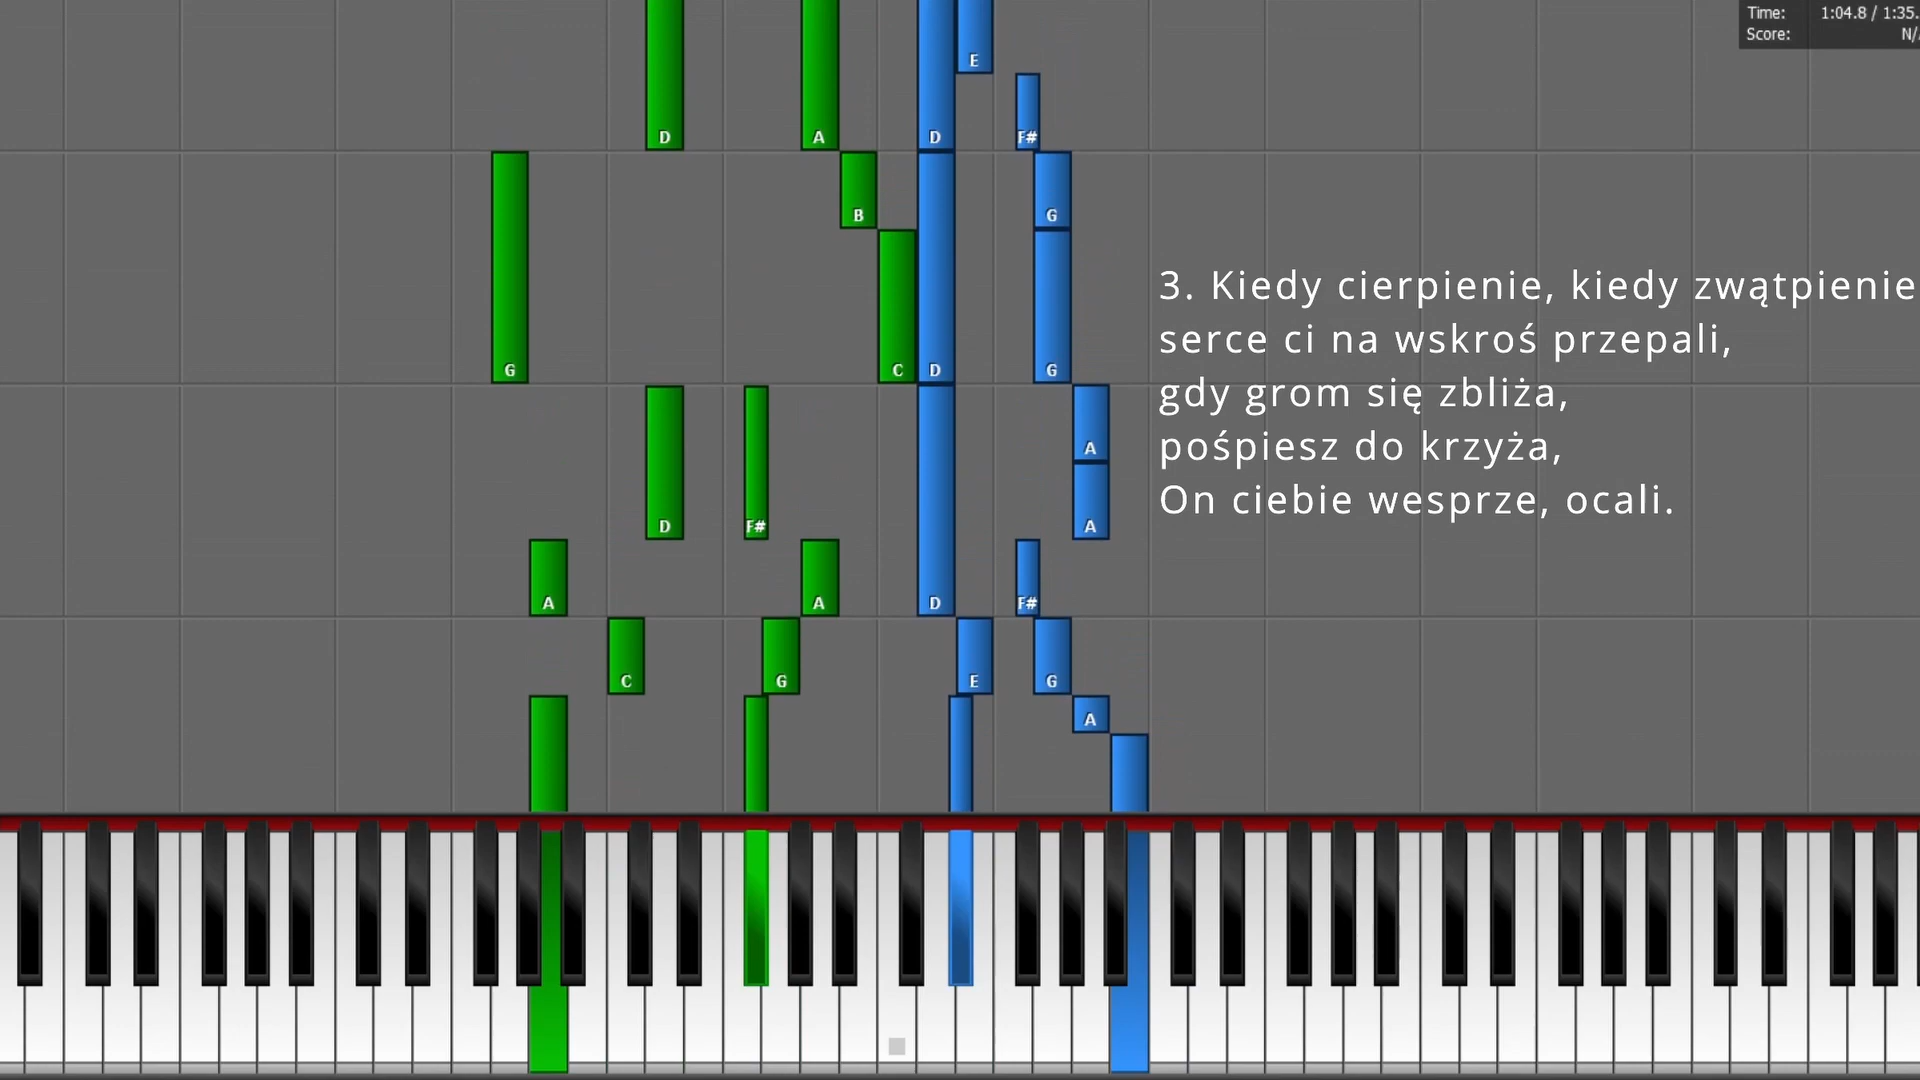 Time: 1:04.8 / 1:35.
Score: N/
E
D A D F#
B G
G C D G
A
D F# A
A A D F#
C G E G
A
3. Kiedy cierpienie, kiedy zwątpienie
serce ci na wskroś przepali,
gdy grom się zbliża,
pośpiesz do krzyża,
On ciebie wesprze, ocali.